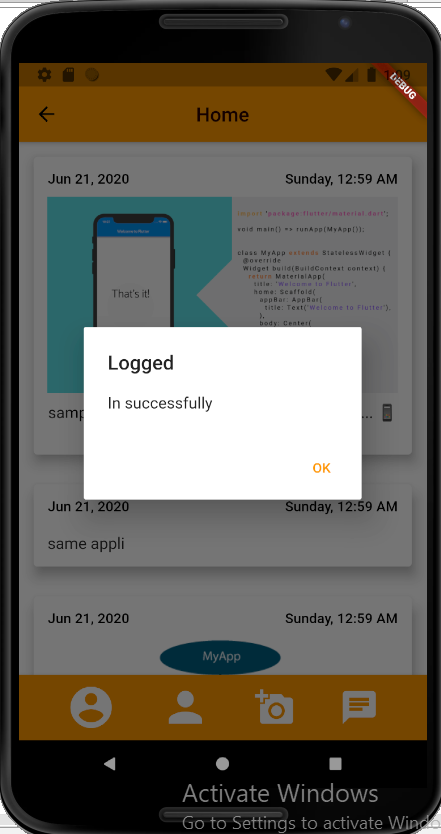 DEBUG
Home
Jun 21, 2020 Sunday, 12:59 AM
Welcome to Flutter
That's it!
import 'package:flutter/material.dart';
void main() => runApp(MyApp());
class MyApp extends StatelessWidget {
@override
Widget build(BuildContext context) {
return MaterialApp(
title: 'Welcome to Flutter',
home: Scaffold(
appBar: AppBar(
title: Text('Welcome to Flutter'),
),
body: Center(
Logged
In successfully
samp ...
OK
Jun 21, 2020 Sunday, 12:59 AM
same appli
Jun 21, 2020 Sunday, 12:59 AM
MyApp
Activate Windows
Go to Settings to activate Windo